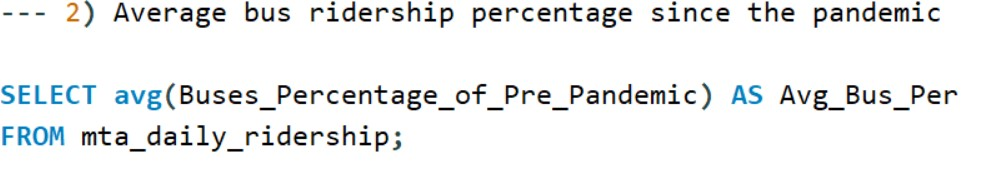 --- 2) Average bus ridership percentage since the pandemic
SELECT avg(Buses_Percentage_of_Pre_Pandemic) AS Avg_Bus_Per
FROM mta_daily_ridership;